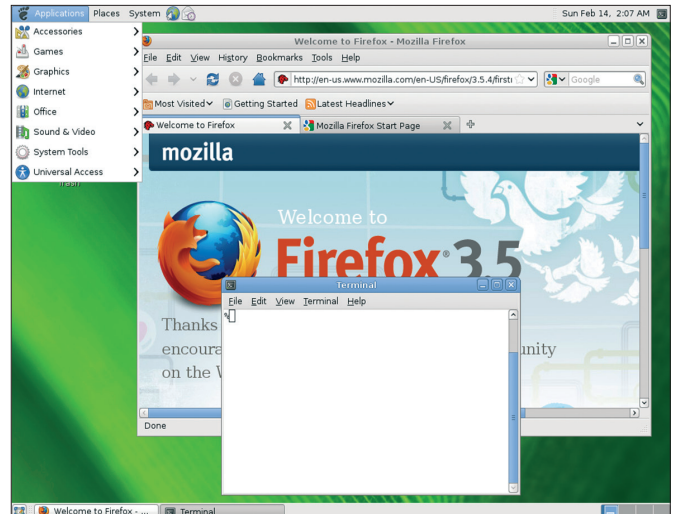 Applications Places System Sun Feb 14, 2:07 AM
Accessories
Games
Graphics
Internet
Office
Sound & Video
System Tools
Universal Access
Trash
Welcome to Firefox - Mozilla Firefox
File Edit View History Bookmarks Tools Help
http://en-us.www.mozilla.com/en-US/firefox/3.5.4/firstr Google
Most Visited Getting Started Latest Headlines
Welcome to Firefox Mozilla Firefox Start Page
mozilla
Welcome to
Firefox 3.5
Terminal
File Edit View Terminal Help
%
Thanks
encoura unity
on the W
Done
Welcome to Firefox - ... Terminal